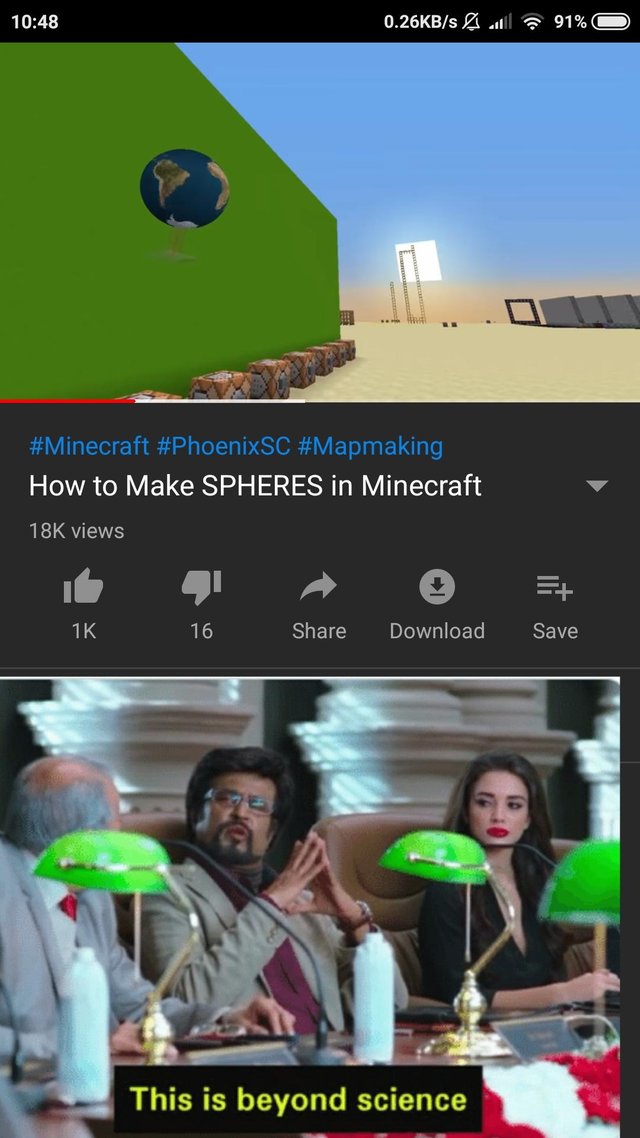 10:48 0.26KB/s 91%
#Minecraft #PhoenixSC #Mapmaking
How to Make SPHERES in Minecraft
18K views
1K 16 Share Download Save
This is beyond science